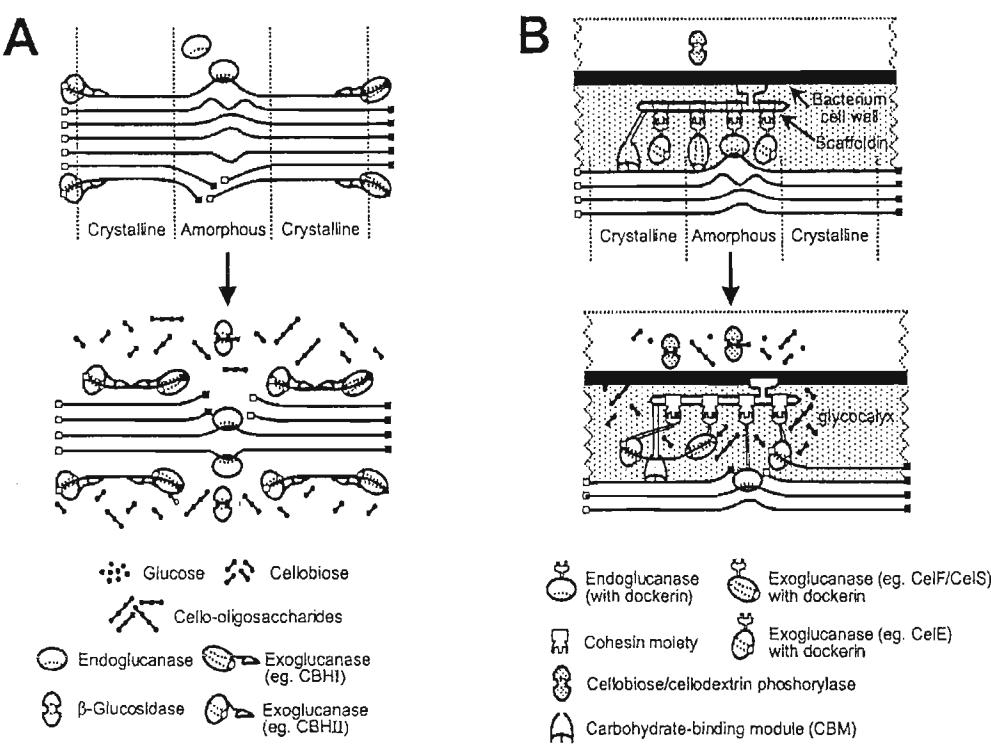 A
Crystalline Amorphous Crystalline
Glucose Cellobiose
Cello-oligosaccharides
Endoglucanase Exoglucanase
(eg. CBHI)
β-Glucosidase Exoglucanase
(eg. CBHII)
B
Bacterium
cell wall
Scaffoldin
Crystalline Amorphous Crystalline
glycocalyx
Endoglucanase
(with dockerin)
Exoglucanase (eg. CelF/CelS)
with dockerin
Cohesin moiety
Exoglucanase (eg. CelE)
with dockerin
Cellobiose/cellodextrin phoshorylase
Carbohydrate-binding module (CBM)